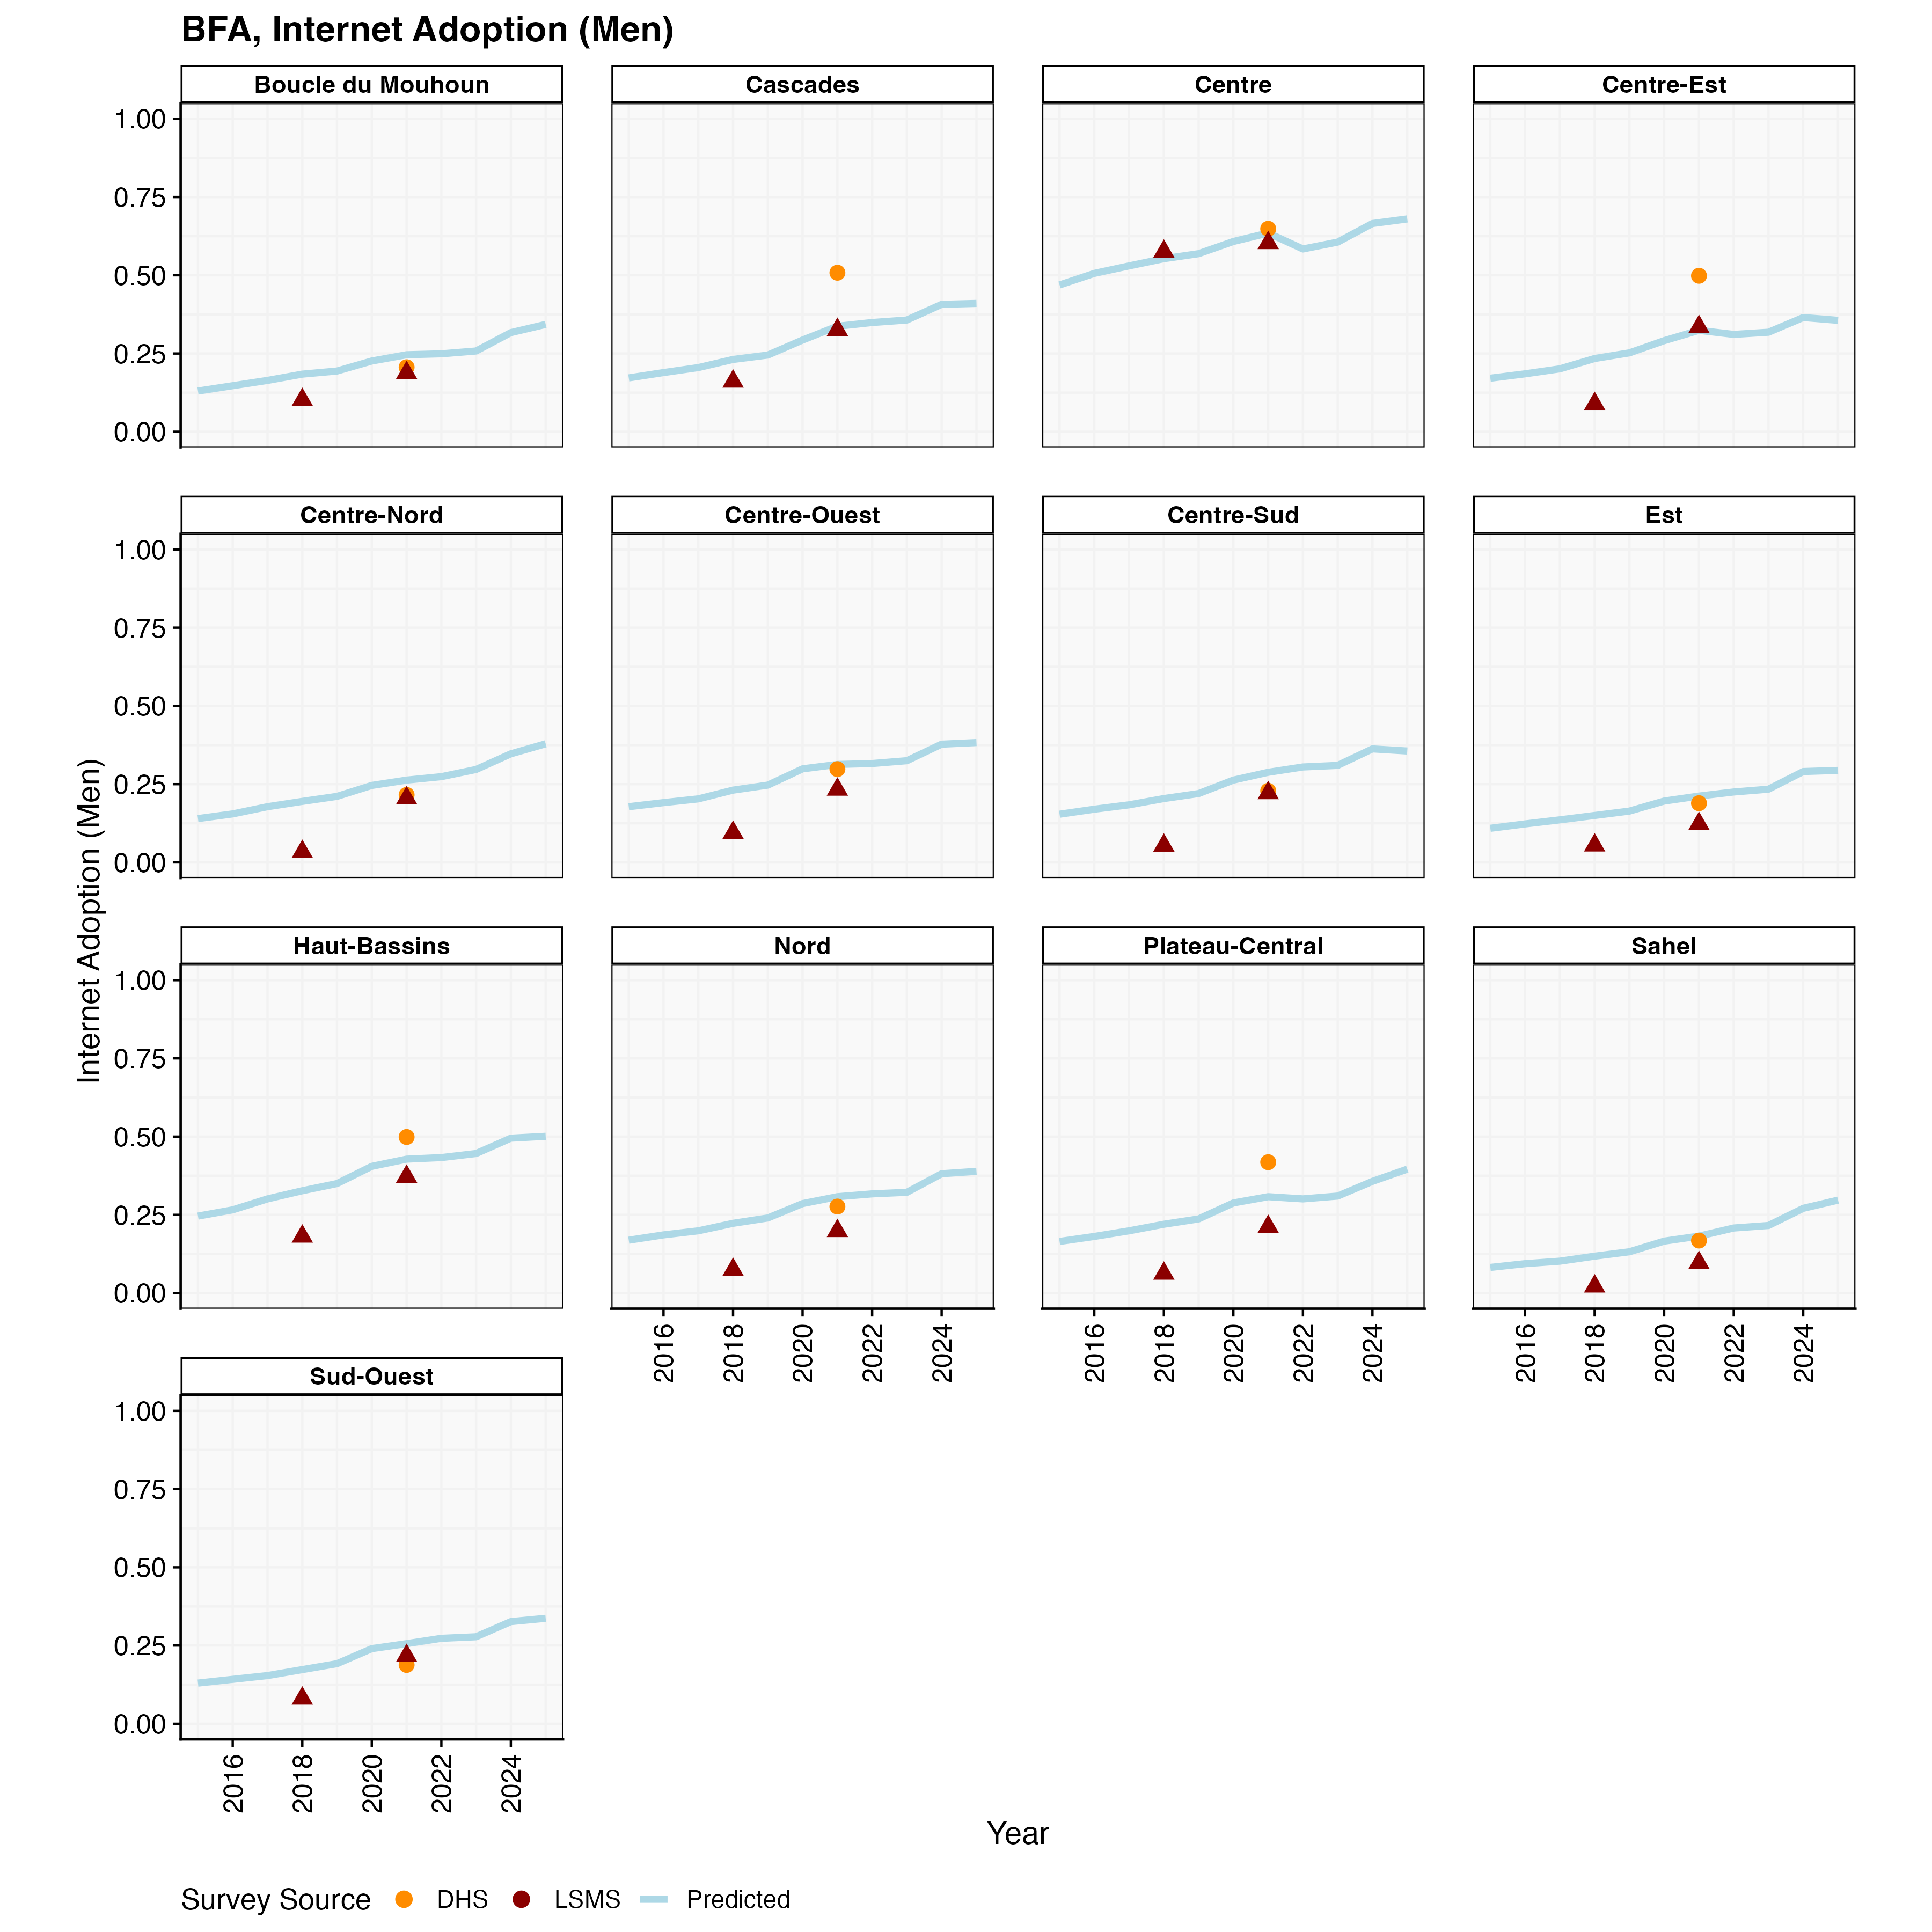 BFA, Internet Adoption (Men)
Boucle du Mouhoun
Cascades
Centre
Centre-Est
1.00
0.75
0.50
0.25
0.00
Centre-Nord
Centre-Ouest
Centre-Sud
Est
1.00
0.75
0.50
0.25
0.00
Internet Adoption (Men)
Haut-Bassins
Nord
Plateau-Central
Sahel
1.00
0.75
0.50
0.25
0.00
2016 2018 2020 2022 2024
2016 2018 2020 2022 2024
2016 2018 2020 2022 2024
Sud-Ouest
1.00
0.75
0.50
0.25
0.00
2016 2018 2020 2022 2024
Year
Survey Source DHS LSMS Predicted